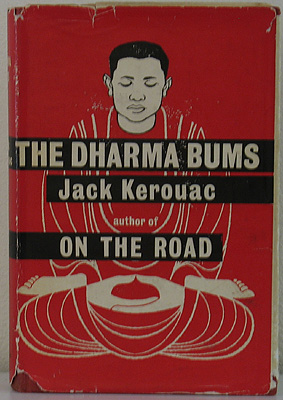 THE DHARMA BUMS
Jack Kerouac
author of
ON THE ROAD